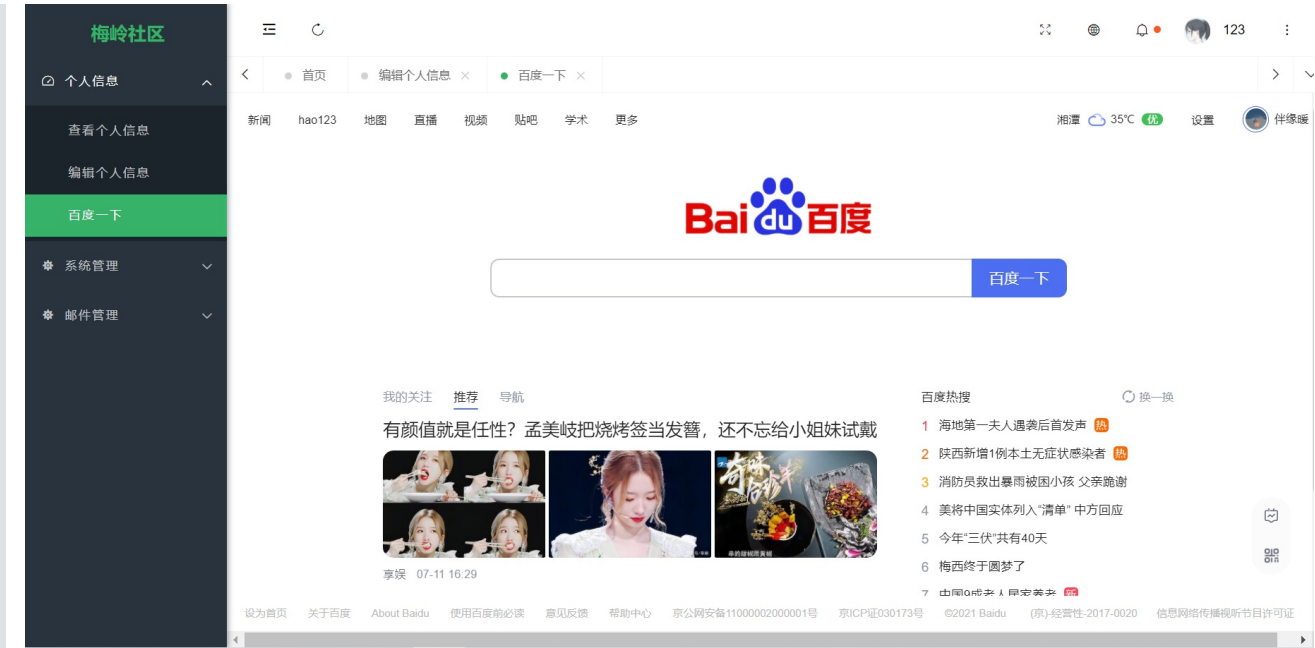 梅岭社区
123
个人信息
首页
编辑个人信息
百度一下
查看个人信息
编辑个人信息
百度一下
系统管理
邮件管理
新闻 hao123 地图 直播 视频 贴吧 学术 更多
湘潭 35℃ 优 设置 伴缘暖
Bai du 百度
百度一下
我的关注 推荐 导航
有颜值就是任性？孟美岐把烧烤签当发簪，还不忘给小姐妹试戴
奇味
享娱 07-11 16:29
百度热搜 换一换
1 海地第一夫人遇袭后首发声 热
2 陕西新增1例本土无症状感染者 热
3 消防员救出暴雨被困小孩 父亲跪谢
4 美将中国实体列入“清单” 中方回应
5 今年“三伏”共有40天
6 梅西终于圆梦了
7 中国9成老人居家养老 新
设为首页 关于百度 About Baidu 使用百度前必读 意见反馈 帮助中心 京公网安备11000002000001号 京ICP证030173号 ©2021 Baidu (京)-经营性-2017-0020 信息网络传播视听节目许可证